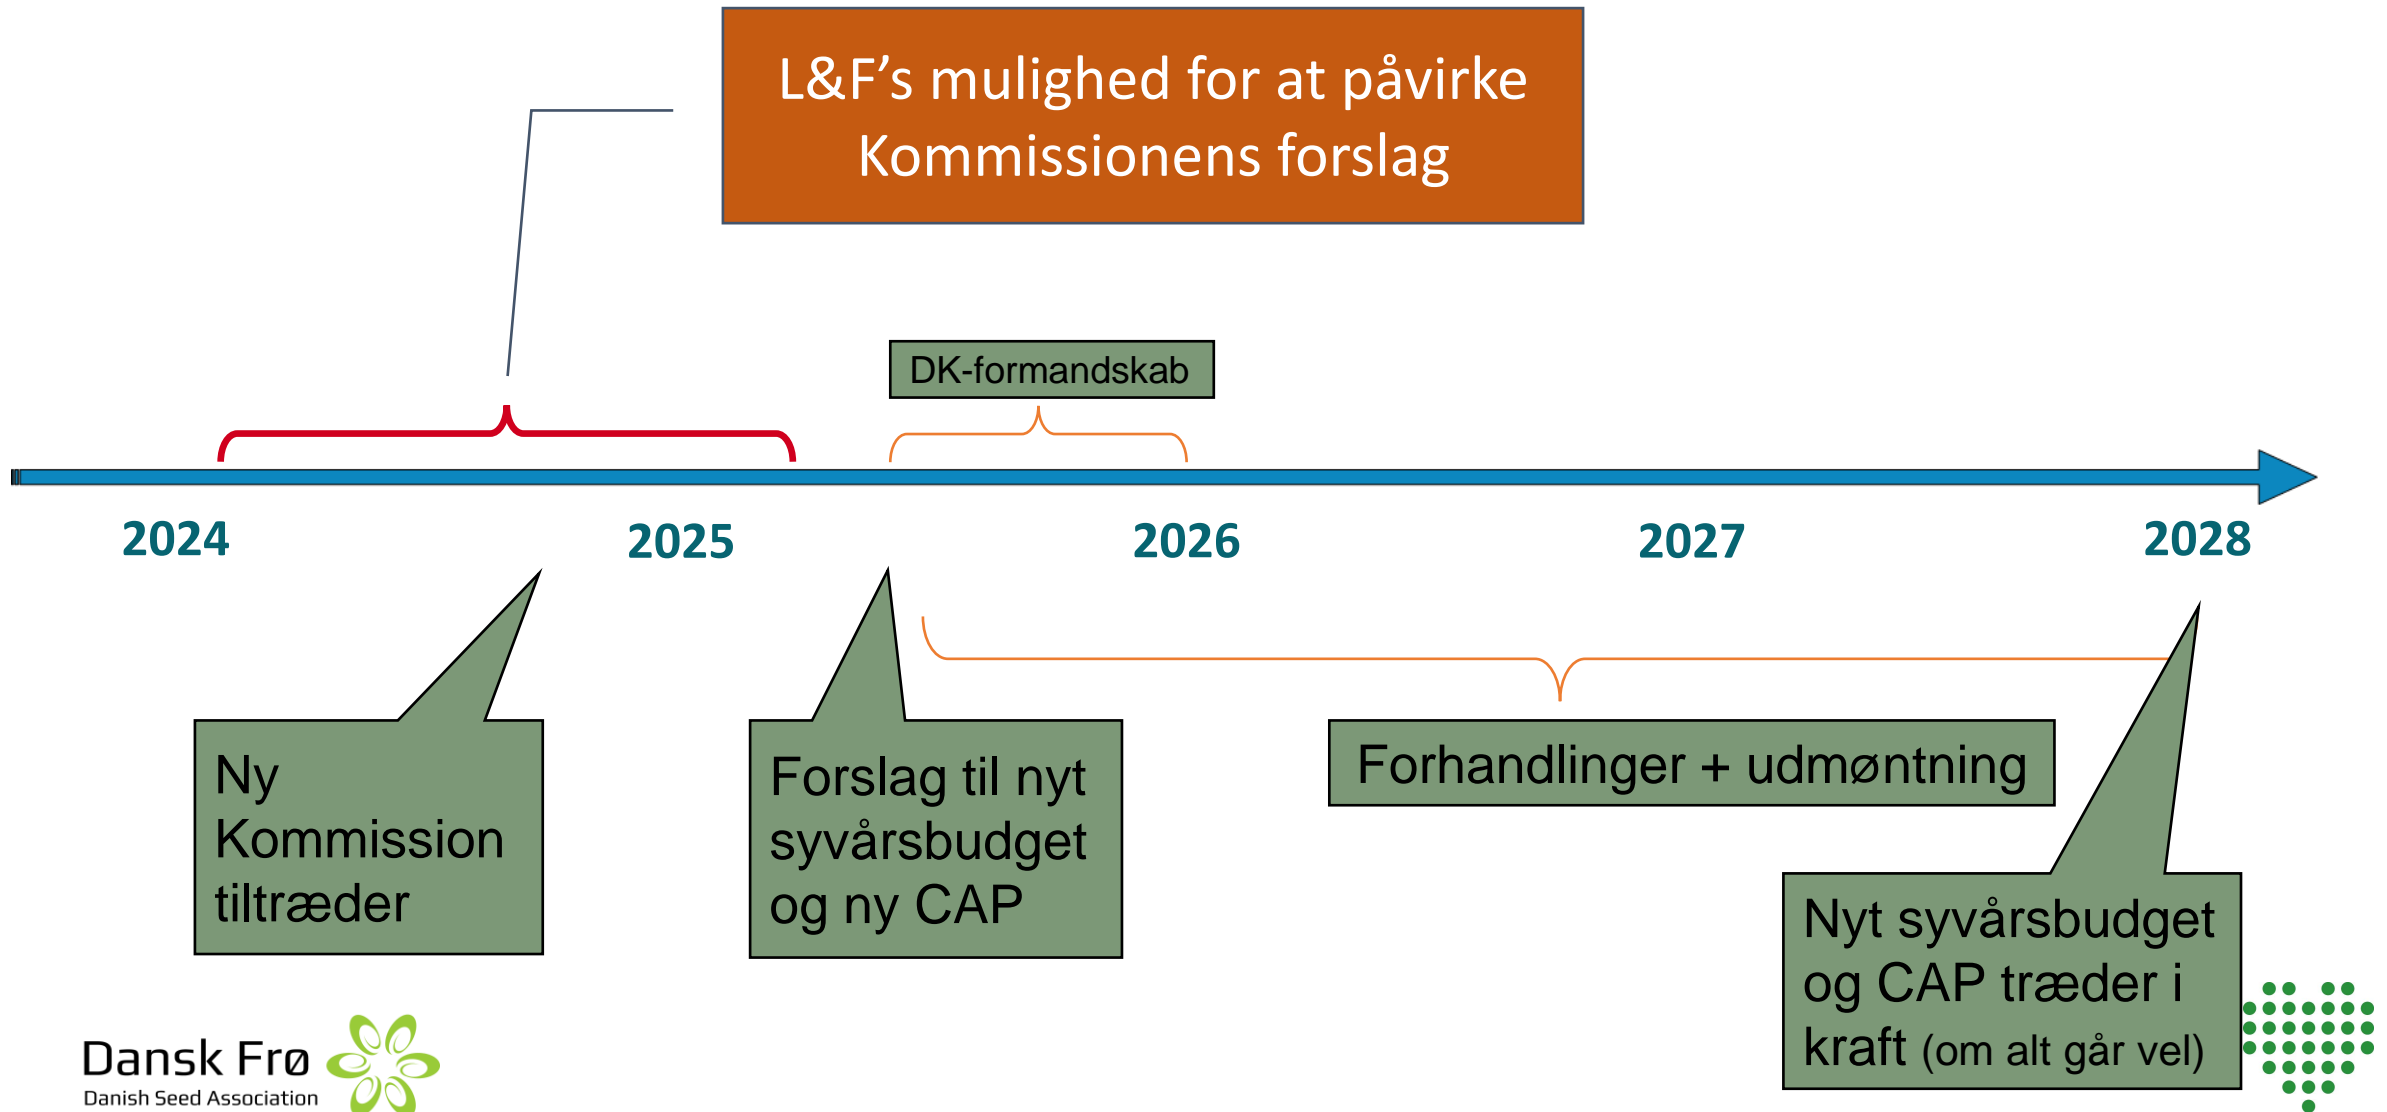 L&F’s mulighed for at påvirke
Kommissionens forslag
DK-formandskab
2024
2025
2026
2027
2028
Ny
Kommission
tiltræder
Forslag til nyt
syvårsbudget
og ny CAP
Forhandlinger + udmøntning
Nyt syvårsbudget
og CAP træder i
kraft (om alt går vel)
Dansk Frø
Danish Seed Association